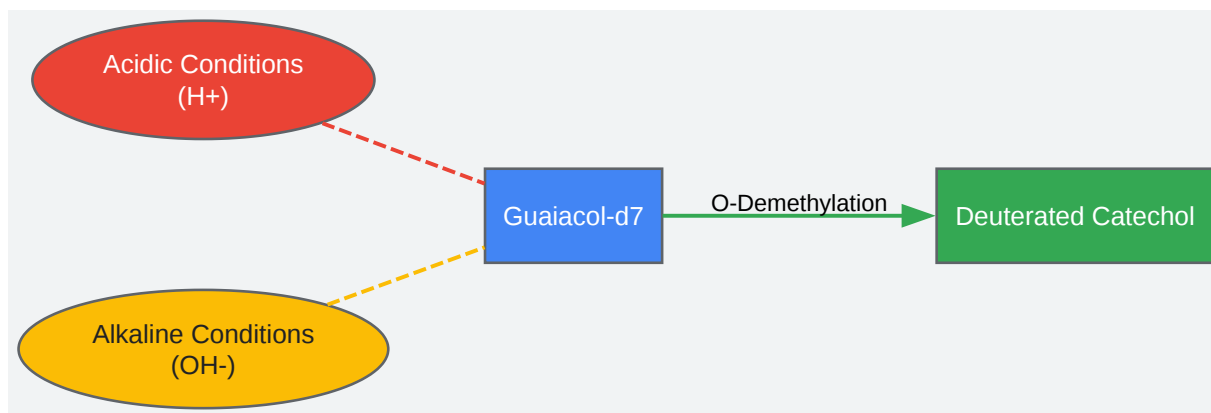 Acidic Conditions
(H+)
Guaiacol-d7
O-Demethylation
Deuterated Catechol
Alkaline Conditions
(OH-)